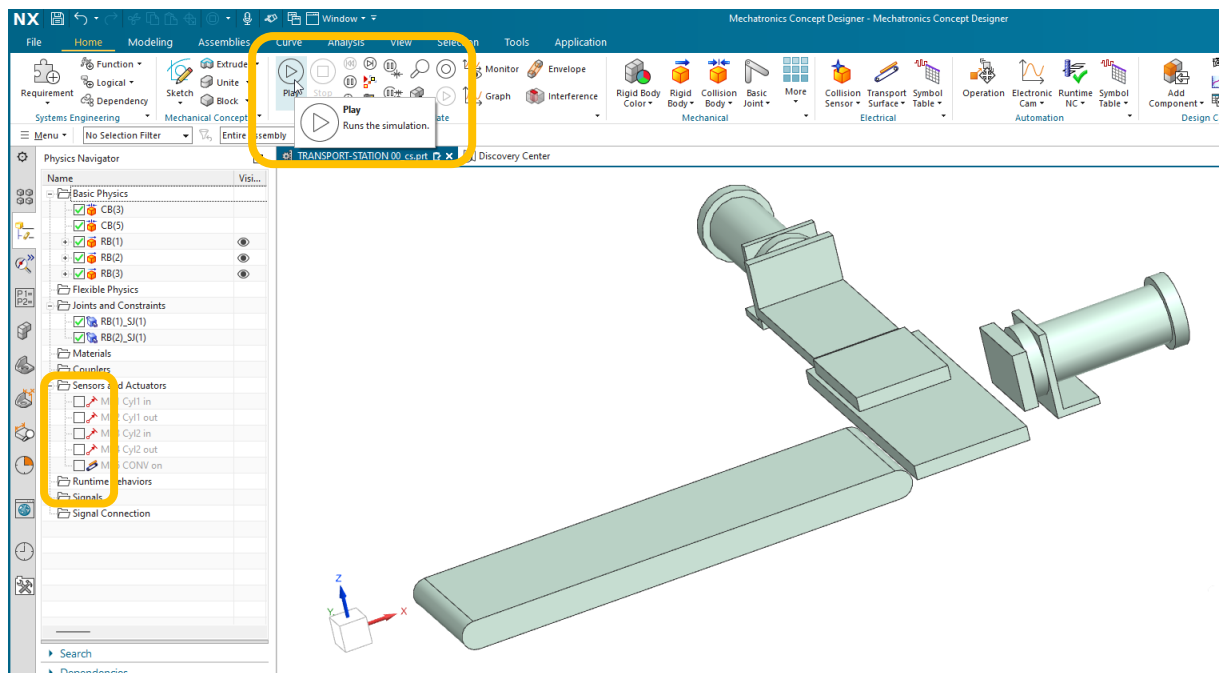 NX Window Mechatronics Concept Designer - Mechatronics Concept Designer
File Home Modeling Assemblies Curve Analysis View Selection Tools Application
Requirement
Function
Logical
Dependency
Systems Engineering
Sketch
Extrude
Unite
Block
Mechanical Concept
Play
Stop
Monitor
Graph
Envelope
Interference
Rigid Body Color
Rigid Body
Collision Body
Basic Joint
More
Mechanical
Collision Sensor
Transport Surface
Symbol Table
Electrical
Operation
Electronic Cam
Runtime NC
Symbol Table
Automation
Add Component
Design C
Play
Runs the simulation.
Menu No Selection Filter Entire Assembly
Physics Navigator
TRANSPORT-STATION 00_cs.prt Discovery Center
Name Visi...
Basic Physics
CB(3)
CB(5)
RB(1)
RB(2)
RB(3)
Flexible Physics
Joints and Constraints
RB(1)_SJ(1)
RB(2)_SJ(1)
Materials
Couplers
Sensors and Actuators
Cyl1 in
Cyl1 out
Cyl2 in
Cyl2 out
CONV on
Runtime Behaviors
Signals
Signal Connection
Search
Dependencies
P1=
P2=
Z
Y
X